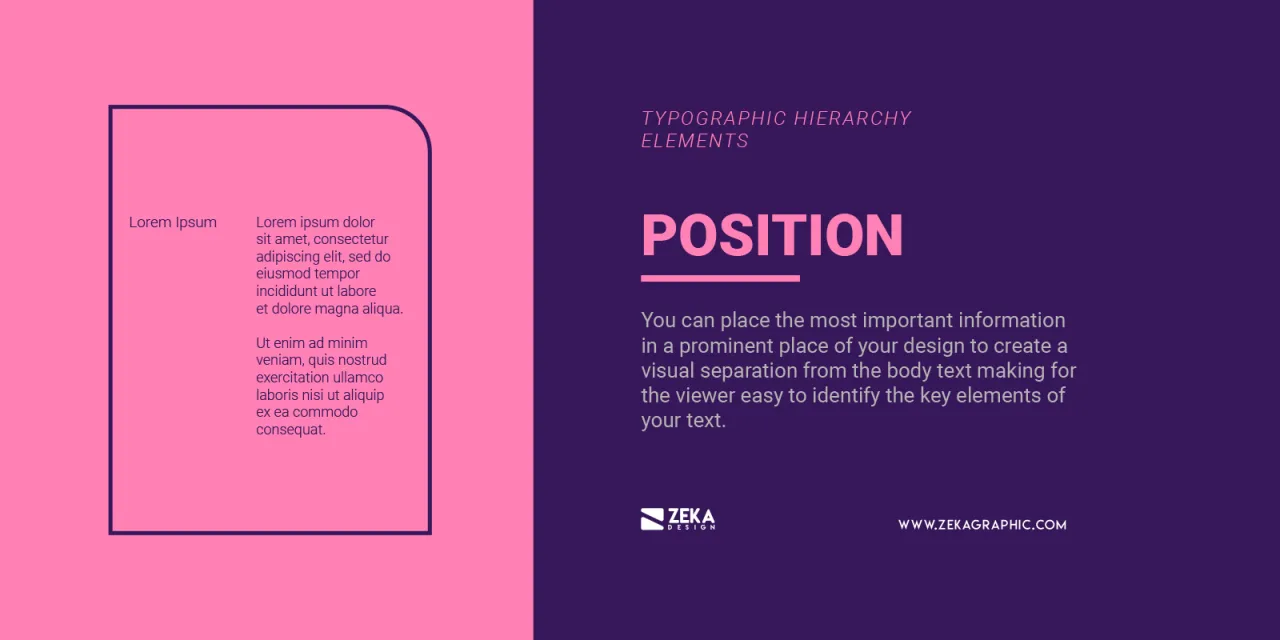 Lorem Ipsum
Lorem ipsum dolor
sit amet, consectetur
adipiscing elit, sed do
eiusmod tempor
incididunt ut labore
et dolore magna aliqua.
Ut enim ad minim
veniam, quis nostrud
exercitation ullamco
laboris nisi ut aliquip
ex ea commodo
consequat.
TYPOGRAPHIC HIERARCHY
ELEMENTS
POSITION
You can place the most important information
in a prominent place of your design to create a
visual separation from the body text making for
the viewer easy to identify the key elements of
your text.
ZEKA
DESIGN
WWW.ZEKAGRAPHIC.COM